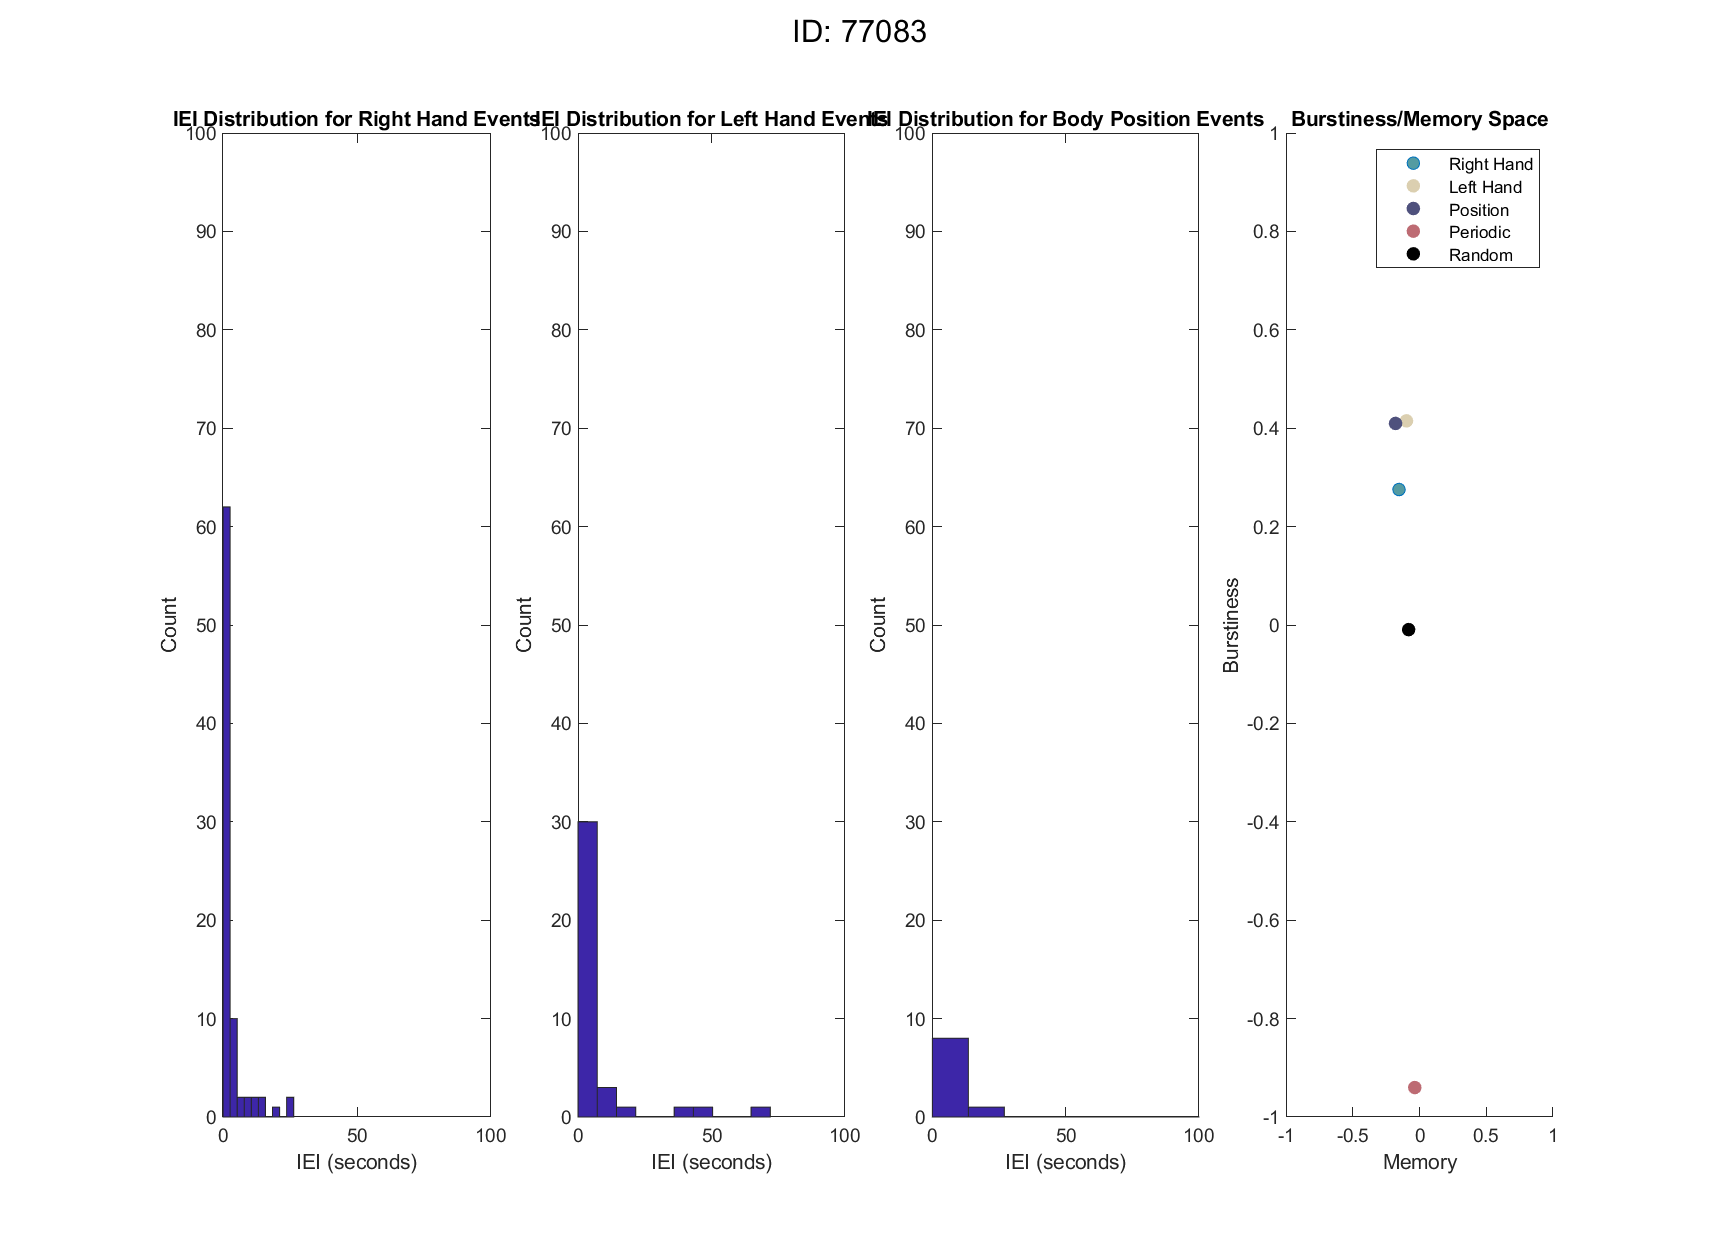 ID: 77083
IEI Distribution for Right Hand Events
100
90
80
70
60
50
40
30
20
10
0
0 50 100
Count
IEI (seconds)
IEI Distribution for Left Hand Events
100
90
80
70
60
50
40
30
20
10
0
0 50 100
Count
IEI (seconds)
IEI Distribution for Body Position Events
100
90
80
70
60
50
40
30
20
10
0
0 50 100
Count
IEI (seconds)
Burstiness/Memory Space
Right Hand
Left Hand
Position
Periodic
Random
1
0.8
0.6
0.4
0.2
0
-0.2
-0.4
-0.6
-0.8
-1
-1 -0.5 0 0.5 1
Burstiness
Memory